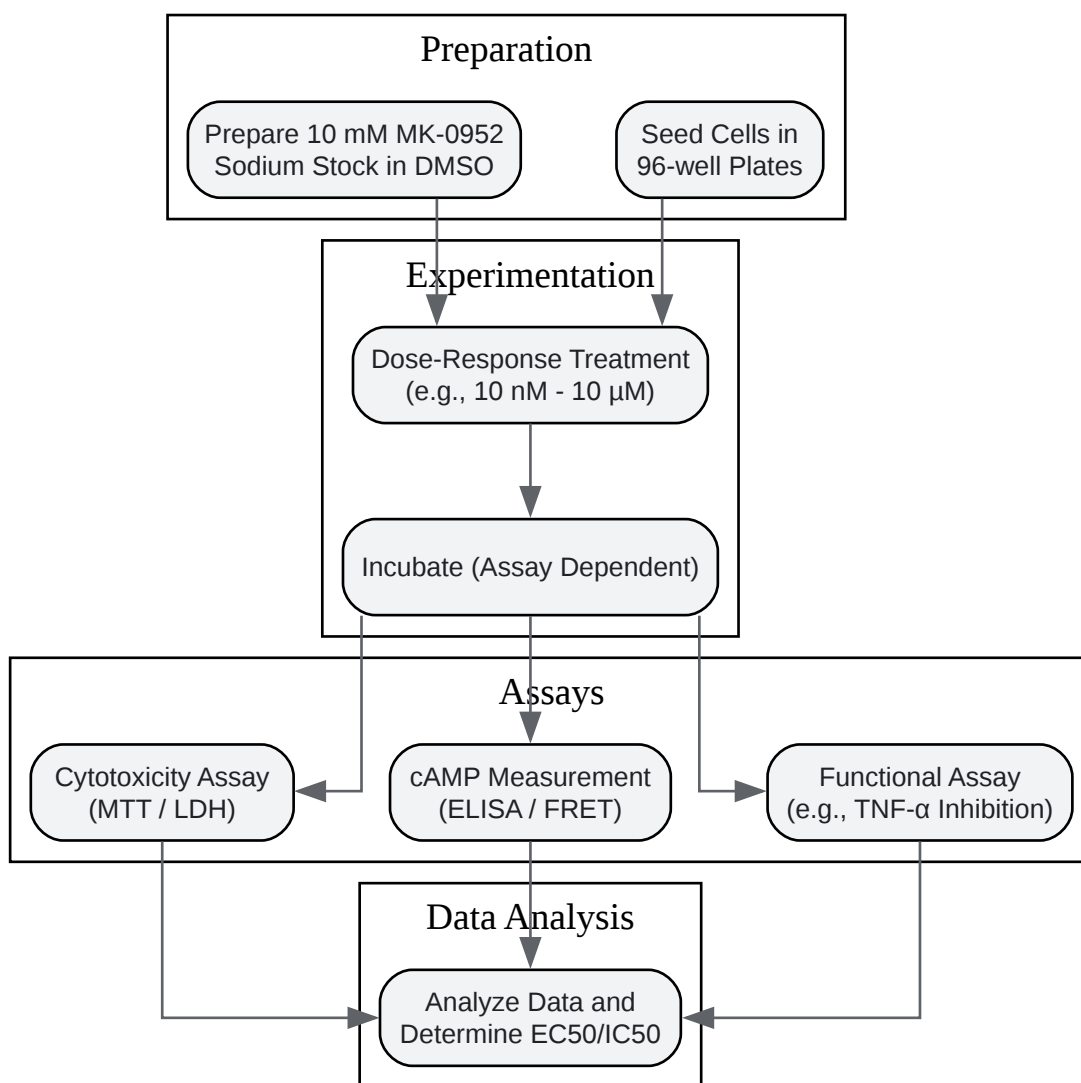 Preparation
Prepare 10 mM MK-0952
Sodium Stock in DMSO
Seed Cells in
96-well Plates
Experimentation
Dose-Response Treatment
(e.g., 10 nM - 10 µM)
Incubate (Assay Dependent)
Assays
Cytotoxicity Assay
(MTT / LDH)
cAMP Measurement
(ELISA / FRET)
Functional Assay
(e.g., TNF-α Inhibition)
Data Analysis
Analyze Data and
Determine EC50/IC50